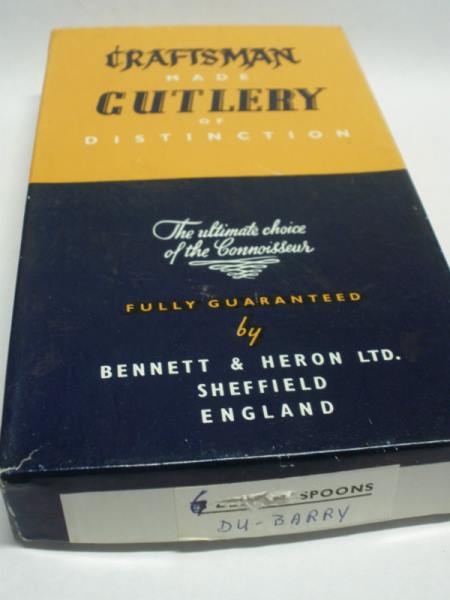 CRAFTSMAN
MADE
CUTLERY
OF
DISTINCTION
The ultimate choice
of the Connoisseur
FULLY GUARANTEED
by
BENNETT & HERON LTD.
SHEFFIELD
ENGLAND
6 SPOONS
DU-BARRY